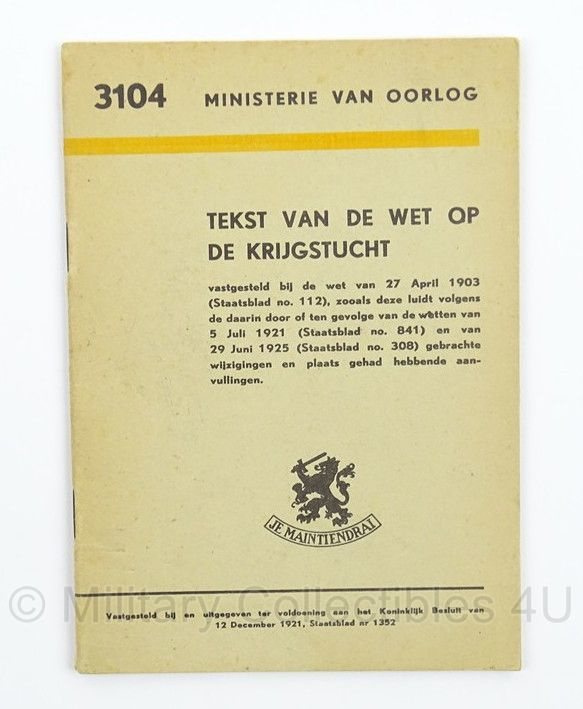 3104 MINISTERIE VAN OORLOG
TEKST VAN DE WET OP
DE KRIJGSTUCHT
vastgesteld bij de wet van 27 April 1903
(Staatsblad no. 112), zooals deze luidt volgens
de daarin door of ten gevolge van de wetten van
5 Juli 1921 (Staatsblad no. 841) en van
29 Juni 1925 (Staatsblad no. 308) gebrachte
wijzigingen en plaats gehad hebbende aan-
vullingen.
JE MAINTIENDRAI
© Military Collectibles 4U
Vastgesteld bij en uitgegeven ter voldoening aan het Koninklijk Besluit van
12 December 1921, Staatsblad nr 1352